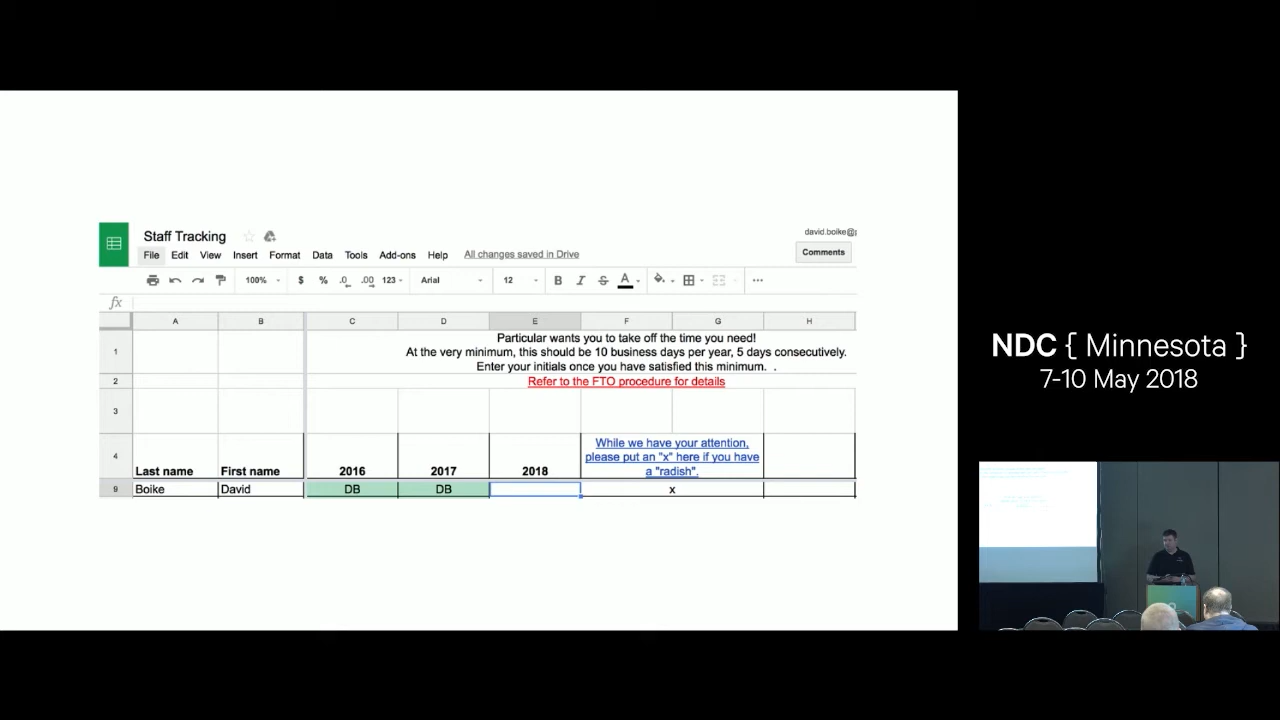 Staff Tracking
david.boike@
File Edit View Insert Format Data Tools Add-ons Help All changes saved in Drive
Comments
100% $ % .0 .00 123 Arial 12 B I S A ...
fx
A B C D E F G H
1 Particular wants you to take off the time you need!
At the very minimum, this should be 10 business days per year, 5 days consecutively.
Enter your initials once you have satisfied this minimum. .
2 Refer to the FTO procedure for details
3
4 While we have your attention,
please put an "x" here if you have
Last name First name 2016 2017 2018 a "radish".
9 Boike David DB DB x
NDC { Minnesota }
7-10 May 2018